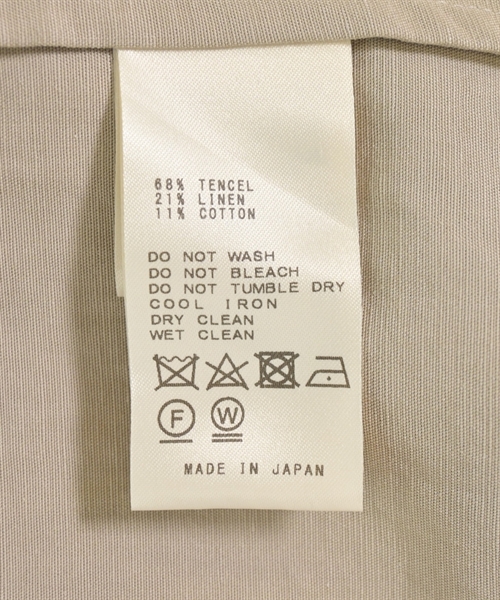 68% TENCEL
21% LINEN
11% COTTON
DO NOT WASH
DO NOT BLEACH
DO NOT TUMBLE DRY
COOL IRON
DRY CLEAN
WET CLEAN
F W
MADE IN JAPAN